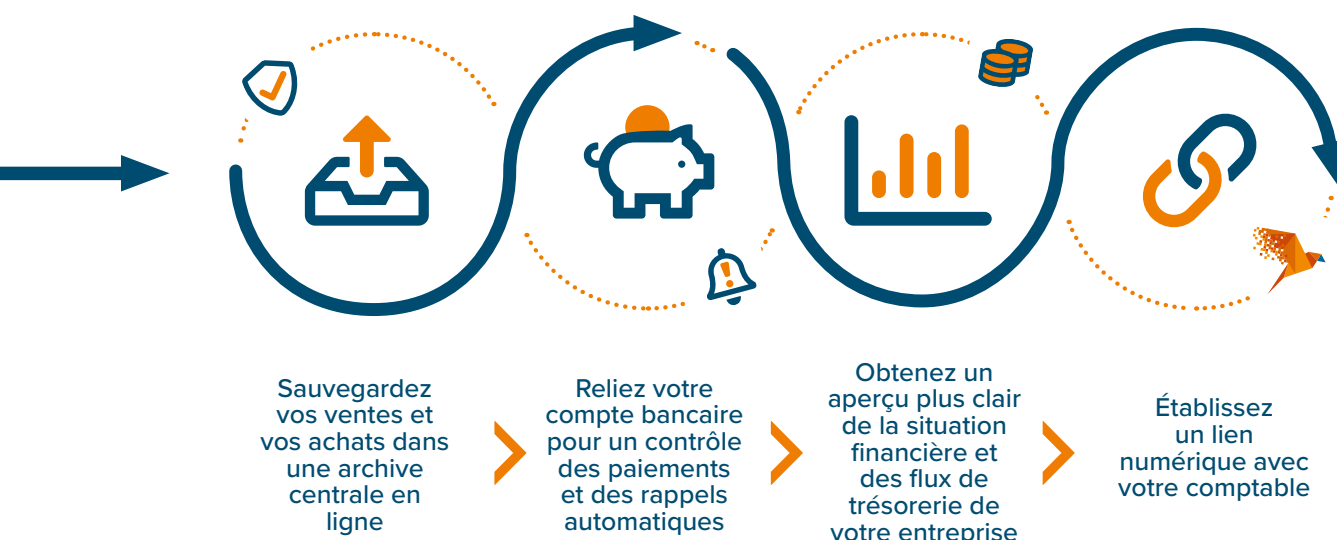 Sauvegardez
vos ventes et
vos achats dans
une archive
centrale en
ligne
Reliez votre
compte bancaire
pour un contrôle
des paiements
et des rappels
automatiques
Obtenez un
aperçu plus clair
de la situation
financière et
des flux de
trésorerie de
votre entreprise
Établissez
un lien
numérique avec
votre comptable